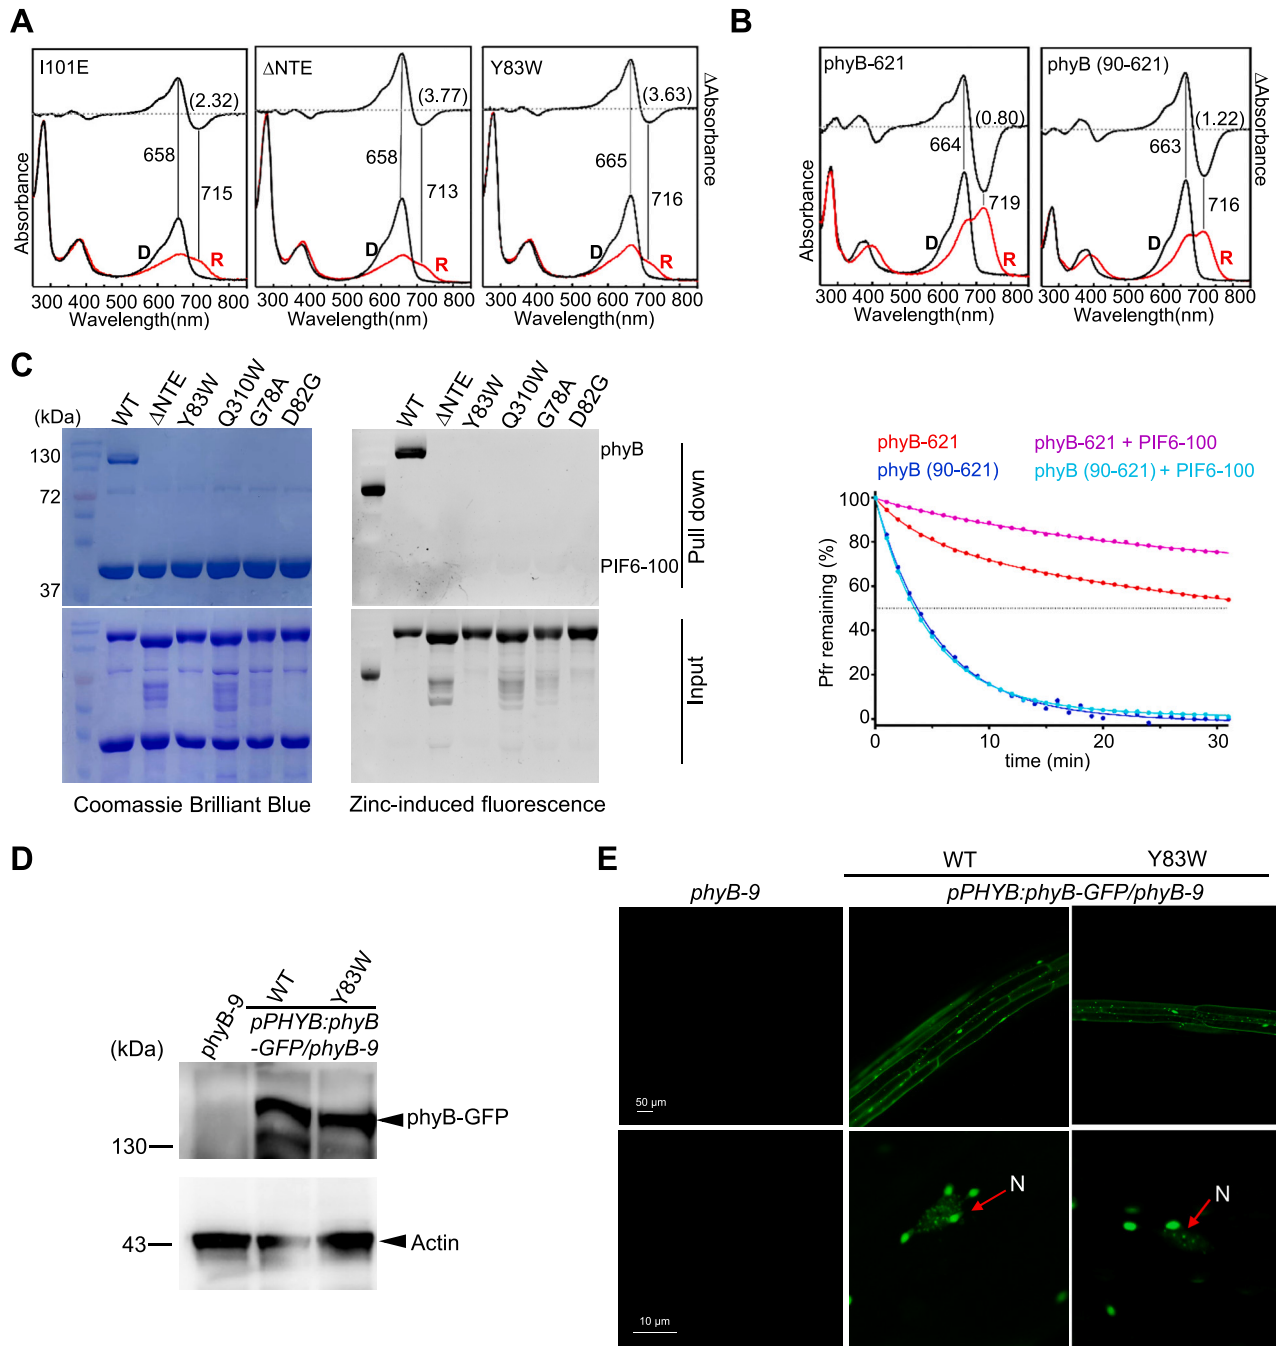 A
I101E
(2.32)
658
715
D
R
ΔNTE
(3.77)
658
713
Y83W
(3.63)
665
716
R
Absorbance
ΔAbsorbance
300 400 500 600 700 800
300 400 500 600 700 800
300 400 500 600 700 800
Wavelength(nm)
Wavelength(nm)
Wavelength(nm)
B
phyB-621
(0.80)
664
719
D
phyB (90-621)
(1.22)
663
716
D
R
Absorbance
ΔAbsorbance
300 400 500 600 700 800
300 400 500 600 700 800
Wavelength(nm)
Wavelength(nm)
C
(kDa)
WT
ΔNTE
Y83W
Q310W
G78A
D82G
WT
ΔNTE
Y83W
Q310W
G78A
D82G
130
72
37
phyB
PIF6-100
Pull down
Input
Coomassie Brilliant Blue
Zinc-induced fluorescence
phyB-621
phyB-621 + PIF6-100
phyB (90-621)
phyB (90-621) + PIF6-100
Pfr remaining (%)
100
80
60
40
20
0
0 10 20 30
time (min)
D
(kDa)
phyB-9
WT
Y83W
pPHYB:phyB
-GFP/phyB-9
phyB-GFP
130
43
Actin
E
WT
Y83W
phyB-9
pPHYB:phyB-GFP/phyB-9
50 µm
10 µm
N
N